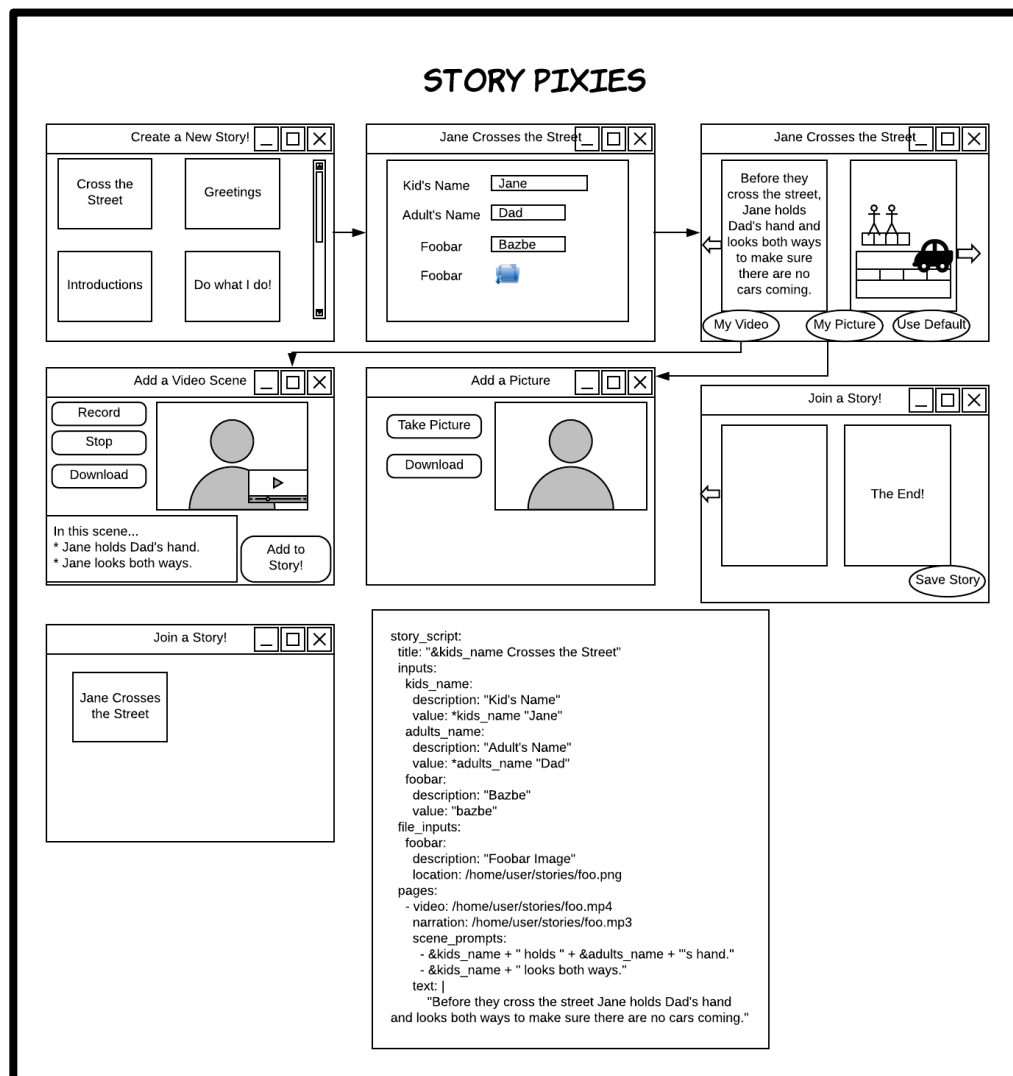 STORY PIXIES
Create a New Story!
Cross the
Street
Greetings
Introductions
Do what I do!
Jane Crosses the Street
Kid's Name
Jane
Adult's Name
Dad
Foobar
Bazbe
Foobar
Jane Crosses the Street
Before they
cross the street,
Jane holds
Dad's hand and
looks both ways
to make sure
there are no
cars coming.
My Video
My Picture
Use Default
Add a Video Scene
Record
Stop
Download
In this scene...
* Jane holds Dad's hand.
* Jane looks both ways.
Add to
Story!
Add a Picture
Take Picture
Download
Join a Story!
The End!
Save Story
Join a Story!
Jane Crosses
the Street
story_script:
title: "&kids_name Crosses the Street"
inputs:
kids_name:
description: "Kid's Name"
value: *kids_name "Jane"
adults_name:
description: "Adult's Name"
value: *adults_name "Dad"
foobar:
description: "Bazbe"
value: "bazbe"
file_inputs:
foobar:
description: "Foobar Image"
location: /home/user/stories/foo.png
pages:
- video: /home/user/stories/foo.mp4
narration: /home/user/stories/foo.mp3
scene_prompts:
- &kids_name + " holds " + &adults_name + "'s hand."
- &kids_name + " looks both ways."
text: |
"Before they cross the street Jane holds Dad's hand
and looks both ways to make sure there are no cars coming."